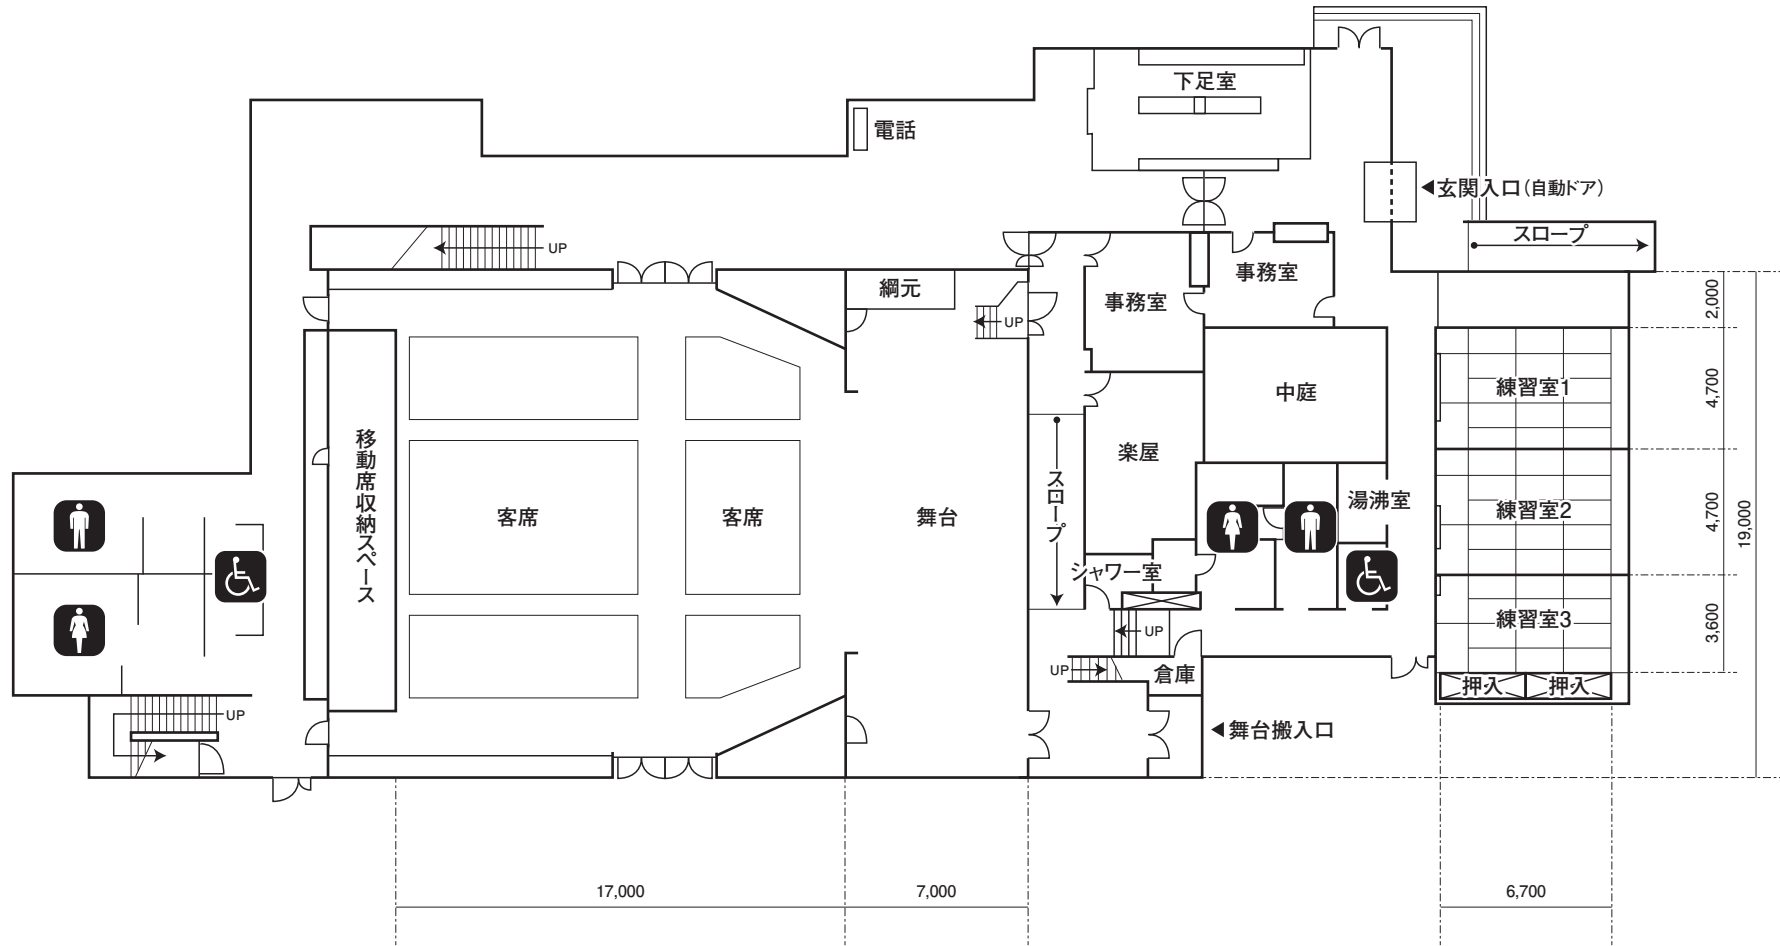 下足室
電話
玄関入口(自動ドア)
スロープ
UP
綱元
UP
事務室
事務室
2,000
練習室1
4,700
中庭
移動席収納スペース
客席
客席
舞台
スロープ
楽屋
湯沸室
練習室2
4,700
19,000
シャワー室
練習室3
3,600
UP
UP
倉庫
押入
押入
UP
舞台搬入口
17,000
7,000
6,700